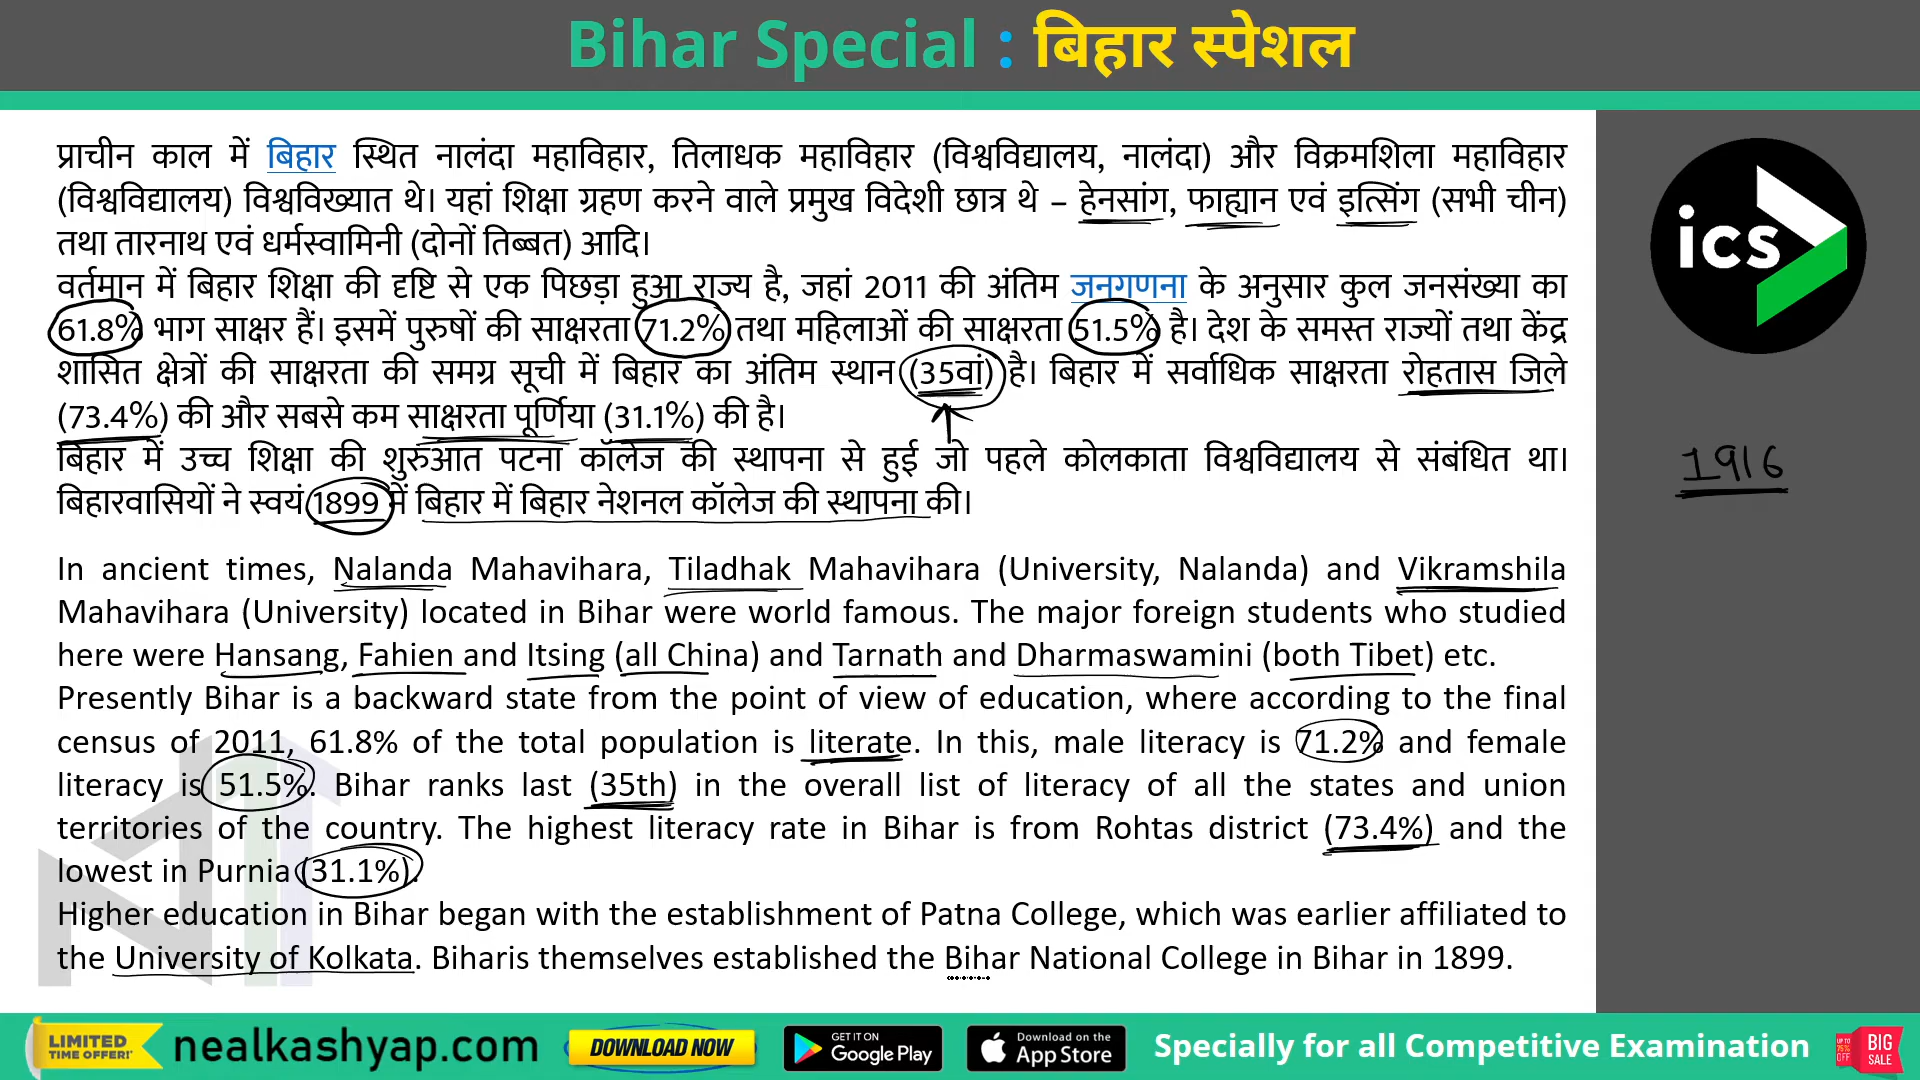 Bihar Special : बिहार स्पेशल
प्राचीन काल में बिहार स्थित नालंदा महाविहार, तिलाधक महाविहार (विश्वविद्यालय, नालंदा) और विक्रमशिला महाविहार
(विश्वविद्यालय) विश्वविख्यात थे। यहां शिक्षा ग्रहण करने वाले प्रमुख विदेशी छात्र थे – हेनसांग, फाह्यान एवं इत्सिंग (सभी चीन)
तथा तारनाथ एवं धर्मस्वामिनी (दोनों तिब्बत) आदि।
वर्तमान में बिहार शिक्षा की दृष्टि से एक पिछड़ा हुआ राज्य है, जहां 2011 की अंतिम जनगणना के अनुसार कुल जनसंख्या का
61.8% भाग साक्षर हैं। इसमें पुरुषों की साक्षरता 71.2% तथा महिलाओं की साक्षरता 51.5% है। देश के समस्त राज्यों तथा केंद्र
शासित क्षेत्रों की साक्षरता की समग्र सूची में बिहार का अंतिम स्थान (35वां) है। बिहार में सर्वाधिक साक्षरता रोहतास जिले
(73.4%) की और सबसे कम साक्षरता पूर्णिया (31.1%) की है।
बिहार में उच्च शिक्षा की शुरुआत पटना कॉलेज की स्थापना से हुई जो पहले कोलकाता विश्वविद्यालय से संबंधित था।
बिहारवासियों ने स्वयं 1899 में बिहार में बिहार नेशनल कॉलेज की स्थापना की।
In ancient times, Nalanda Mahavihara, Tiladhak Mahavihara (University, Nalanda) and Vikramshila
Mahavihara (University) located in Bihar were world famous. The major foreign students who studied
here were Hansang, Fahien and Itsing (all China) and Tarnath and Dharmaswamini (both Tibet) etc.
Presently Bihar is a backward state from the point of view of education, where according to the final
census of 2011, 61.8% of the total population is literate. In this, male literacy is 71.2% and female
literacy is 51.5%. Bihar ranks last (35th) in the overall list of literacy of all the states and union
territories of the country. The highest literacy rate in Bihar is from Rohtas district (73.4%) and the
lowest in Purnia (31.1%).
Higher education in Bihar began with the establishment of Patna College, which was earlier affiliated to
the University of Kolkata. Biharis themselves established the Bihar National College in Bihar in 1899.
ics
1916
LIMITED
TIME OFFER!
nealkashyap.com
DOWNLOAD NOW
GET IT ON
Google Play
Download on the
App Store
Specially for all Competitive Examination
UP TO
75%
OFF
BIG
SALE